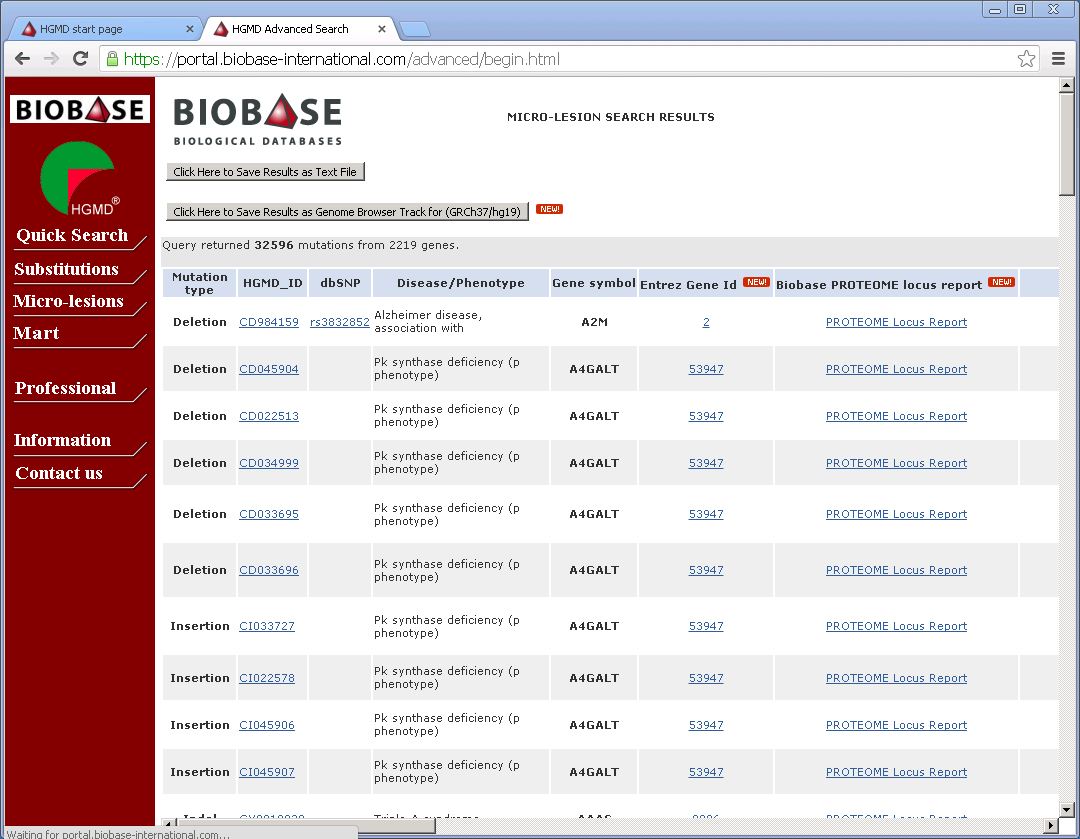 HGMD start page
HGMD Advanced Search
https://portal.biobase-international.com/advanced/begin.html
BIOBASE
HGMD®
Quick Search
Substitutions
Micro-lesions
Mart
Professional
Information
Contact us
BIOBASE
BIOLOGICAL DATABASES
MICRO-LESION SEARCH RESULTS
Click Here to Save Results as Text File
Click Here to Save Results as Genome Browser Track for (GRCh37/hg19) NEW!
Query returned 32596 mutations from 2219 genes.
Mutation type HGMD_ID dbSNP Disease/Phenotype Gene symbol Entrez Gene Id NEW! Biobase PROTEOME locus report NEW!
Deletion CD984159 rs3832852 Alzheimer disease, association with A2M 2 PROTEOME Locus Report
Deletion CD045904 Pk synthase deficiency (p phenotype) A4GALT 53947 PROTEOME Locus Report
Deletion CD022513 Pk synthase deficiency (p phenotype) A4GALT 53947 PROTEOME Locus Report
Deletion CD034999 Pk synthase deficiency (p phenotype) A4GALT 53947 PROTEOME Locus Report
Deletion CD033695 Pk synthase deficiency (p phenotype) A4GALT 53947 PROTEOME Locus Report
Deletion CD033696 Pk synthase deficiency (p phenotype) A4GALT 53947 PROTEOME Locus Report
Insertion CI033727 Pk synthase deficiency (p phenotype) A4GALT 53947 PROTEOME Locus Report
Insertion CI022578 Pk synthase deficiency (p phenotype) A4GALT 53947 PROTEOME Locus Report
Insertion CI045906 Pk synthase deficiency (p phenotype) A4GALT 53947 PROTEOME Locus Report
Insertion CI045907 Pk synthase deficiency (p phenotype) A4GALT 53947 PROTEOME Locus Report
Waiting for portal.biobase-international.com...